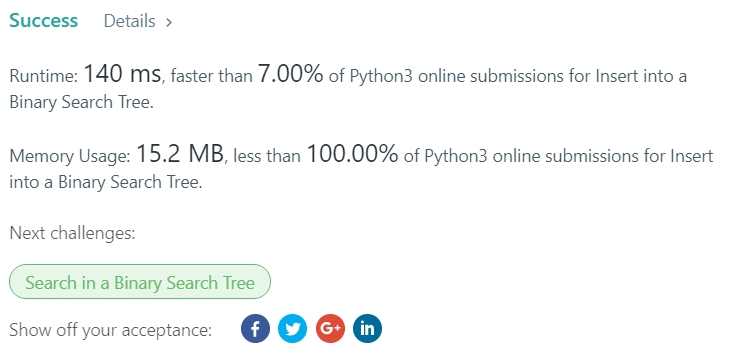 Success Details >
Runtime: 140 ms, faster than 7.00% of Python3 online submissions for Insert into a
Binary Search Tree.
Memory Usage: 15.2 MB, less than 100.00% of Python3 online submissions for Insert
into a Binary Search Tree.
Next challenges:
Search in a Binary Search Tree
Show off your acceptance: f G+ in